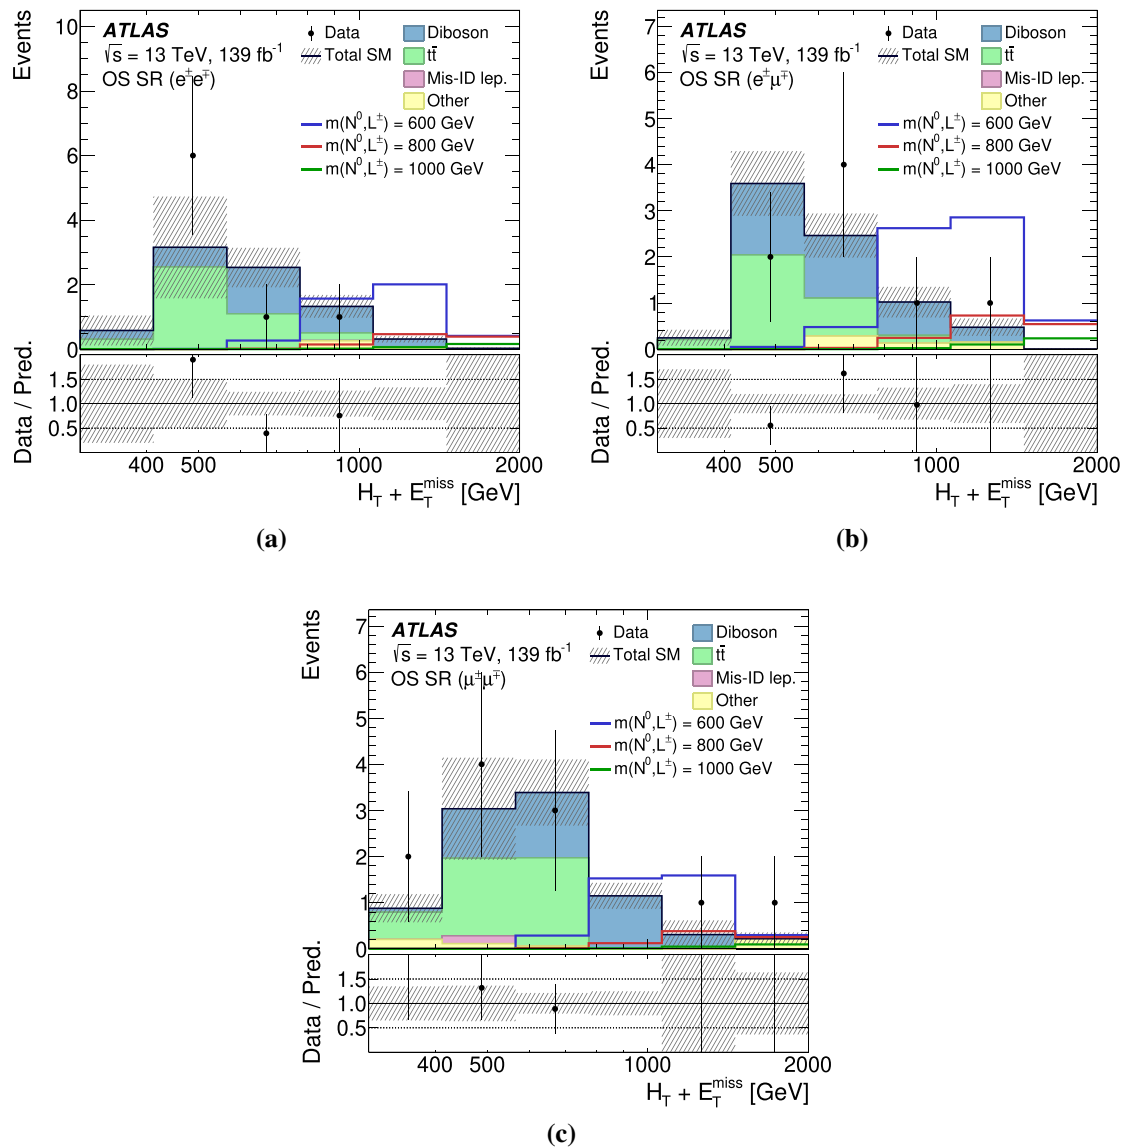 Events
10
8
6
4
2
0
ATLAS
√s = 13 TeV, 139 fb⁻¹
OS SR (e±e∓)
Data
Total SM
Diboson
tt̄
Mis-ID lep.
Other
m(N⁰,L±) = 600 GeV
m(N⁰,L±) = 800 GeV
m(N⁰,L±) = 1000 GeV
Data / Pred.
1.5
1.0
0.5
400 500 1000 2000
H_T + E_T^miss [GeV]
(a)
Events
7
6
5
4
3
2
1
0
ATLAS
√s = 13 TeV, 139 fb⁻¹
OS SR (e±μ∓)
Data
Total SM
Diboson
tt̄
Mis-ID lep.
Other
m(N⁰,L±) = 600 GeV
m(N⁰,L±) = 800 GeV
m(N⁰,L±) = 1000 GeV
Data / Pred.
1.5
1.0
0.5
400 500 1000 2000
H_T + E_T^miss [GeV]
(b)
Events
7
6
5
4
3
2
1
0
ATLAS
√s = 13 TeV, 139 fb⁻¹
OS SR (μ±μ∓)
Data
Total SM
Diboson
tt̄
Mis-ID lep.
Other
m(N⁰,L±) = 600 GeV
m(N⁰,L±) = 800 GeV
m(N⁰,L±) = 1000 GeV
Data / Pred.
1.5
1.0
0.5
400 500 1000 2000
H_T + E_T^miss [GeV]
(c)